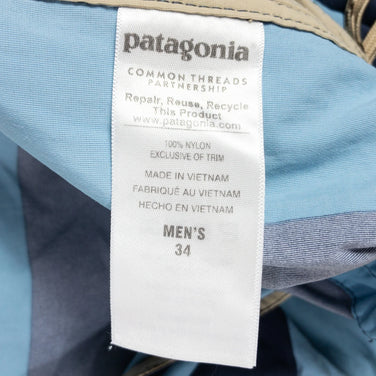 patagonia
COMMON THREADS
PARTNERSHIP
Repair, Reuse, Recycle
This Product
www.patagonia.com
100% NYLON
EXCLUSIVE OF TRIM
MADE IN VIETNAM
FABRIQUÉ AU VIETNAM
HECHO EN VIETNAM
MEN'S
34